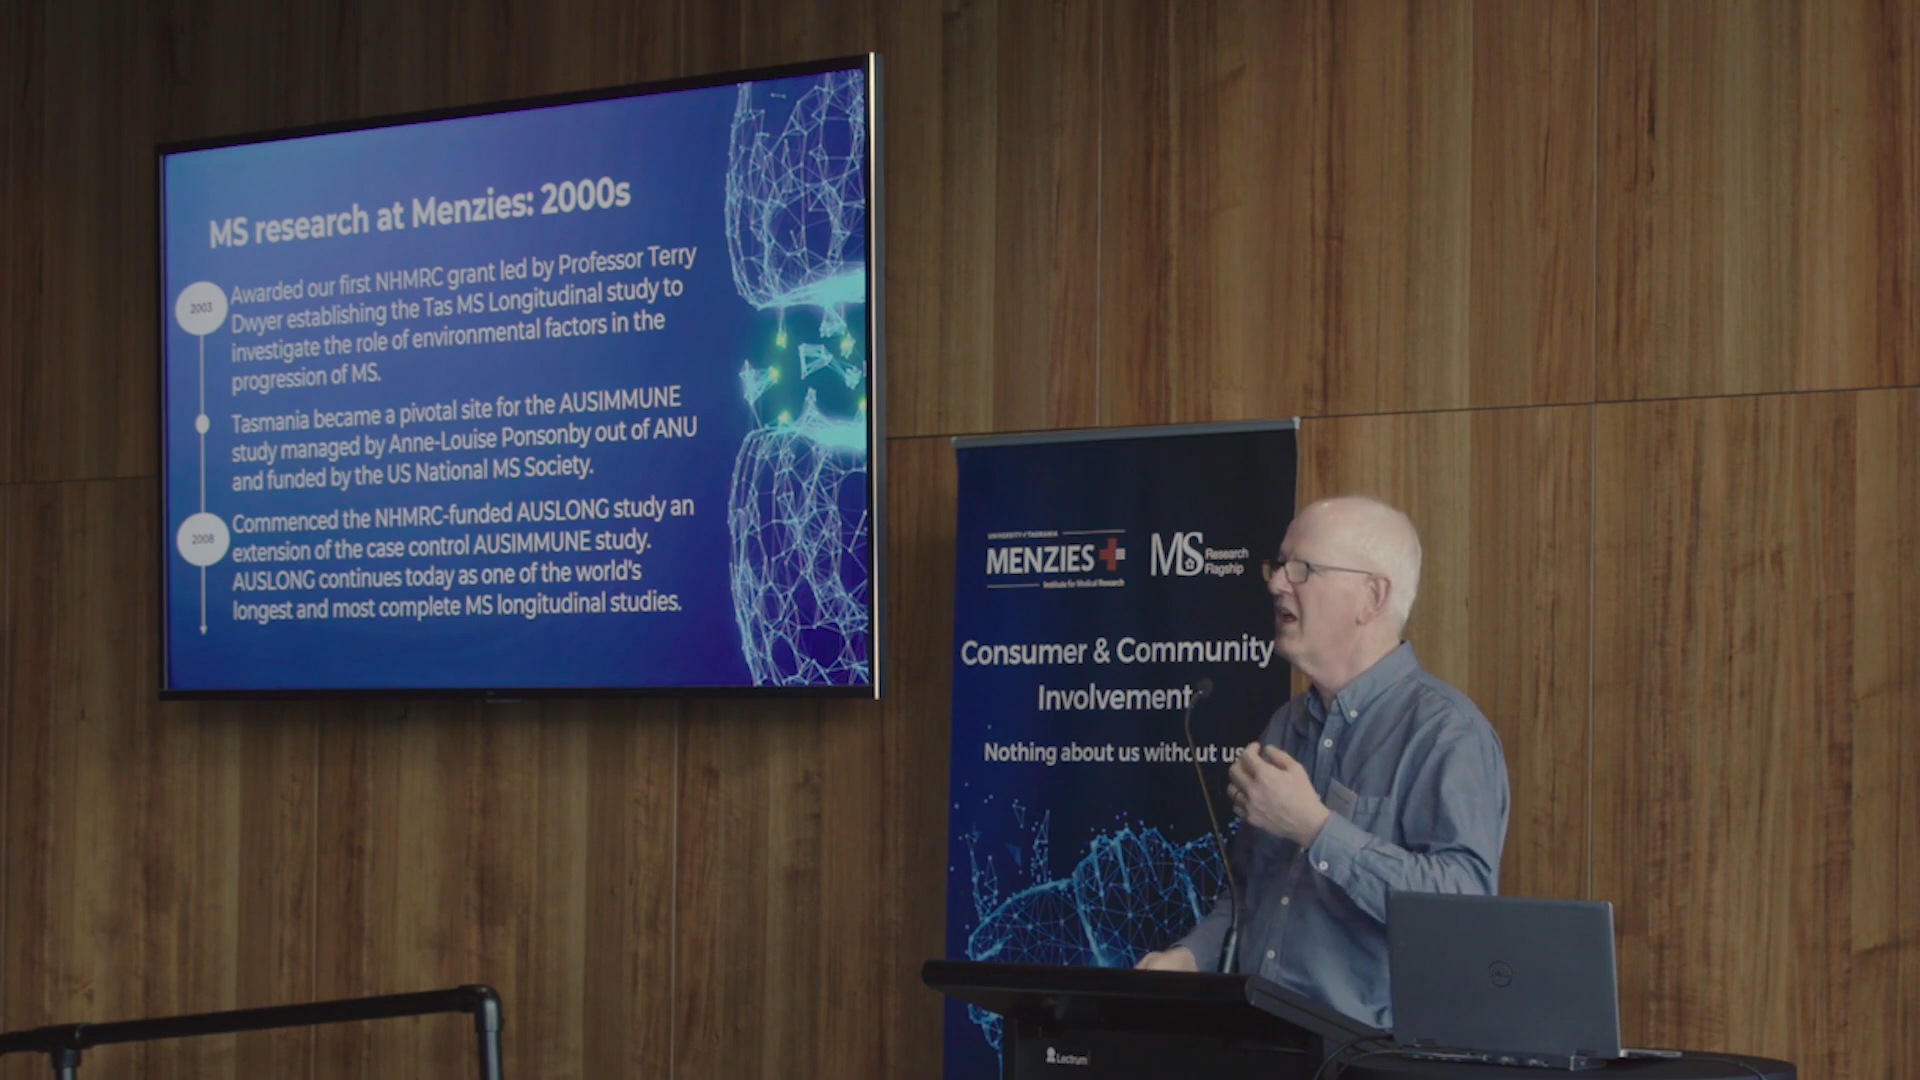 MS research at Menzies: 2000s
2003
Awarded our first NHMRC grant led by Professor Terry
Dwyer establishing the Tas MS Longitudinal study to
investigate the role of environmental factors in the
progression of MS.
Tasmania became a pivotal site for the AUSIMMUNE
study managed by Anne-Louise Ponsonby out of ANU
and funded by the US National MS Society.
2008
Commenced the NHMRC-funded AUSLONG study an
extension of the case control AUSIMMUNE study.
AUSLONG continues today as one of the world's
longest and most complete MS longitudinal studies.
UNIVERSITY of TASMANIA
MENZIES
Institute for Medical Research
MS Research
Flagship
Consumer & Community
Involvement
Nothing about us without us
DELL
Lectrum